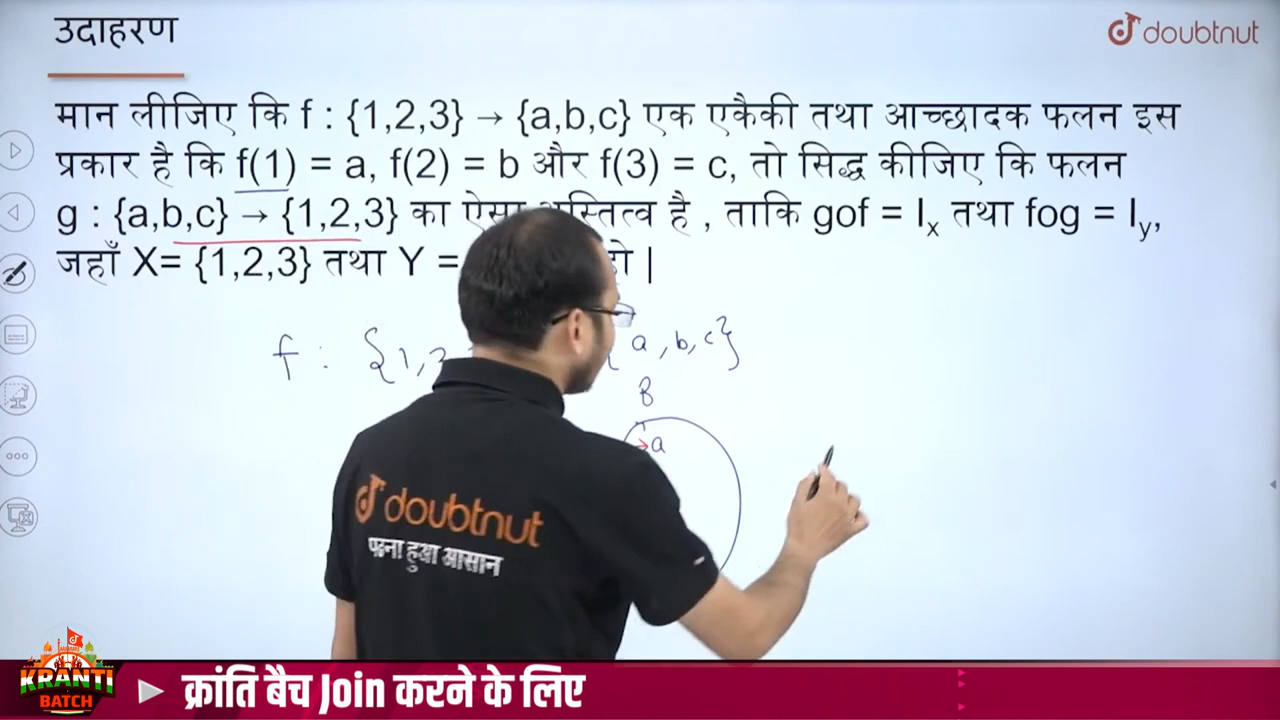 उदाहरण
doubtnut
मान लीजिए कि f : {1,2,3} → {a,b,c} एक एकैकी तथा आच्छादक फलन इस
प्रकार है कि f(1) = a, f(2) = b और f(3) = c, तो सिद्ध कीजिए कि फलन
g : {a,b,c} → {1,2,3} का ऐसा अस्तित्व है , ताकि gof = Iₓ तथा fog = Iy,
जहाँ X= {1,2,3} तथा Y = हो |
f : {1,2 a,b,c}
B
a
doubtnut
पढना हुआ आसान
KRANTI
BATCH
क्रांति बैच Join करने के लिए